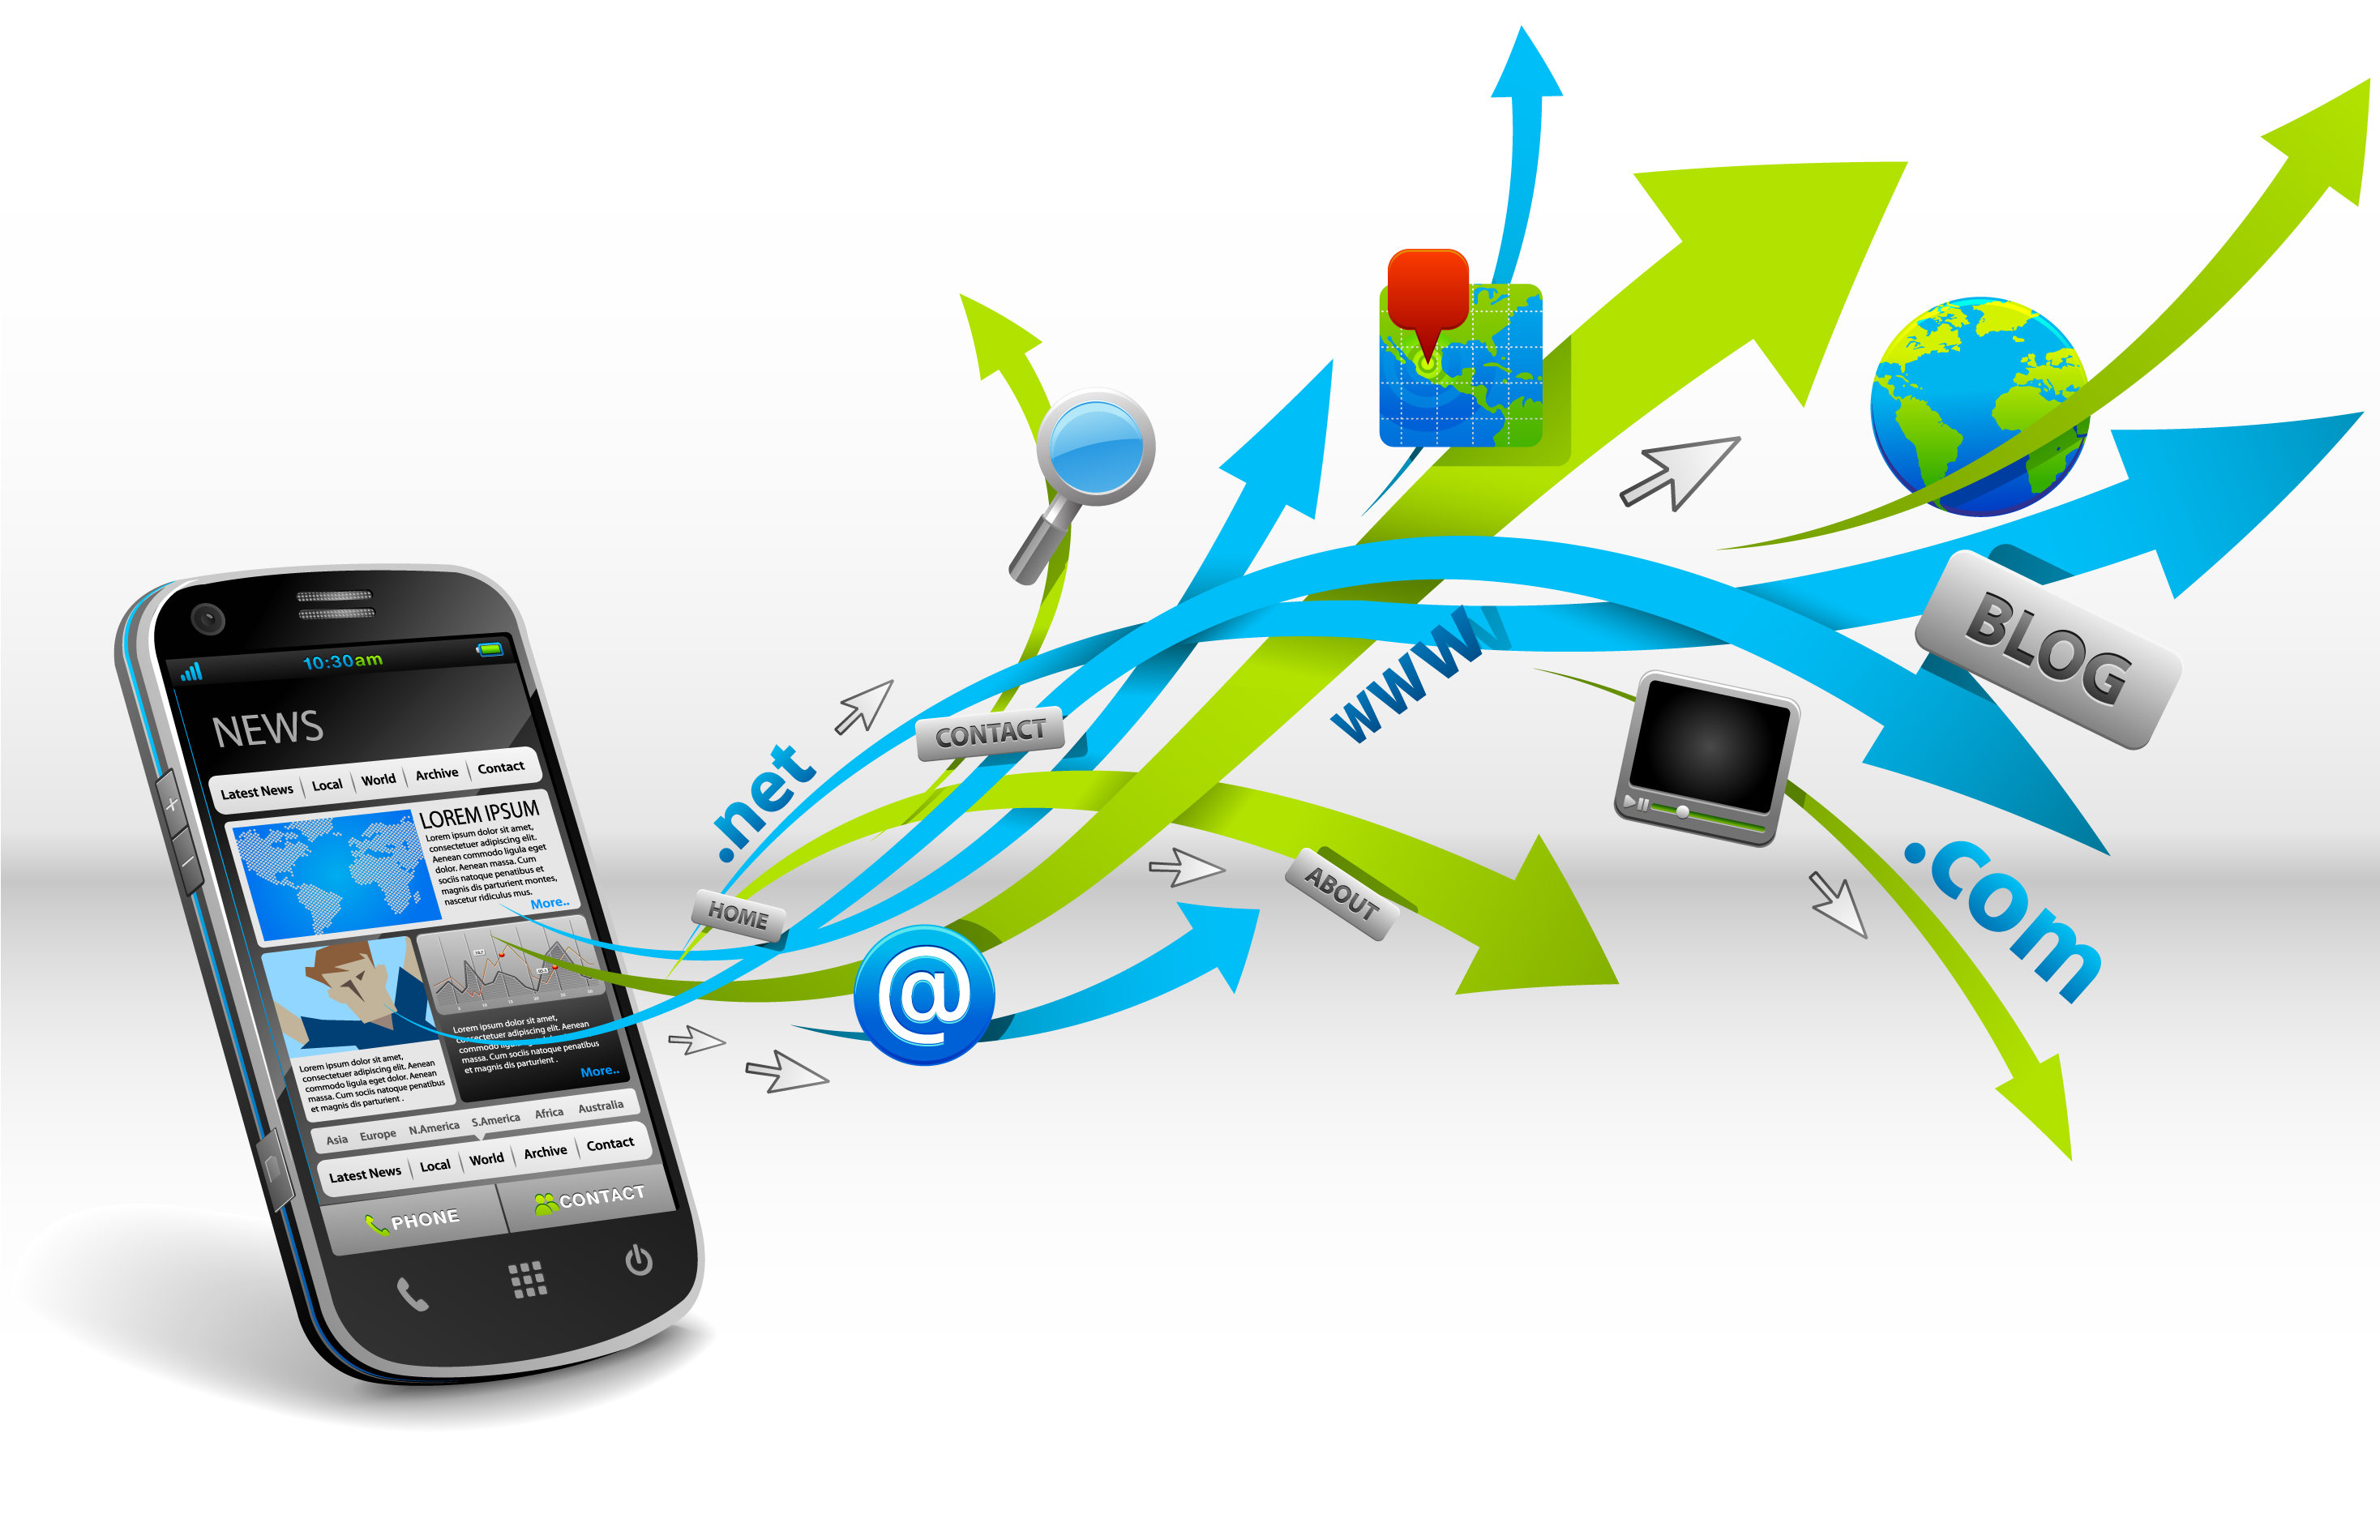 10:30am
NEWS
Latest News Local World Archive Contact
LOREM IPSUM
Lorem ipsum dolor sit amet,
consectetuer adipiscing elit.
Aenean commodo ligula eget
dolor. Aenean massa. Cum
sociis natoque penatibus et
magnis dis parturient montes,
nascetur ridiculus mus.
More..
Lorem ipsum dolor sit amet,
consectetuer adipiscing elit. Aenean
commodo ligula eget dolor. Aenean
massa. Cum sociis natoque penatibus
et magnis dis parturient .
Lorem ipsum dolor sit amet,
consectetuer adipiscing elit. Aenean
commodo ligula eget dolor. Aenean
massa. Cum sociis natoque penatibus
et magnis dis parturient .
More..
Asia Europe N.America S.America Africa Australia
Latest News Local World Archive Contact
PHONE CONTACT
.net
CONTACT
HOME
@
www
ABOUT
BLOG
.com